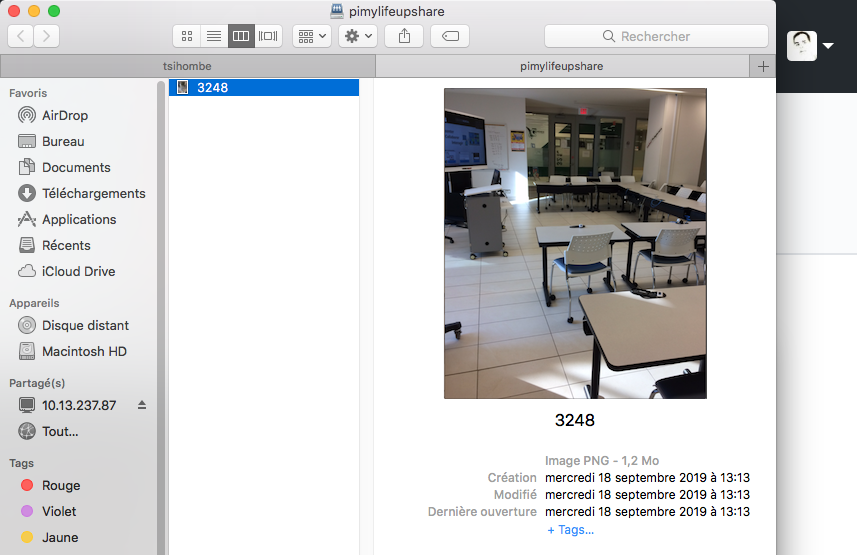 pimylifeupshare
Rechercher
tsihombe
pimylifeupshare
Favoris
AirDrop
Bureau
Documents
Téléchargements
Applications
Récents
iCloud Drive
Appareils
Disque distant
Macintosh HD
Partagé(s)
10.13.237.87
Tout...
Tags
Rouge
Violet
Jaune
3248
3248
Image PNG - 1,2 Mo
Création mercredi 18 septembre 2019 à 13:13
Modifié mercredi 18 septembre 2019 à 13:13
Dernière ouverture mercredi 18 septembre 2019 à 13:13
+ Tags...